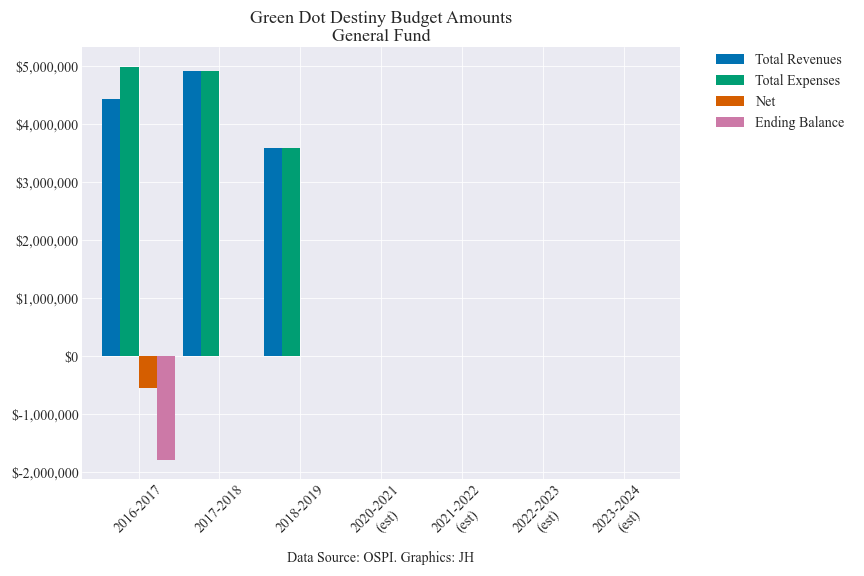 Green Dot Destiny Budget Amounts
General Fund
Total Revenues
Total Expenses
Net
Ending Balance
$5,000,000
$4,000,000
$3,000,000
$2,000,000
$1,000,000
$0
$-1,000,000
$-2,000,000
2016-2017
2017-2018
2018-2019
2020-2021
(est)
2021-2022
(est)
2022-2023
(est)
2023-2024
(est)
Data Source: OSPI. Graphics: JH